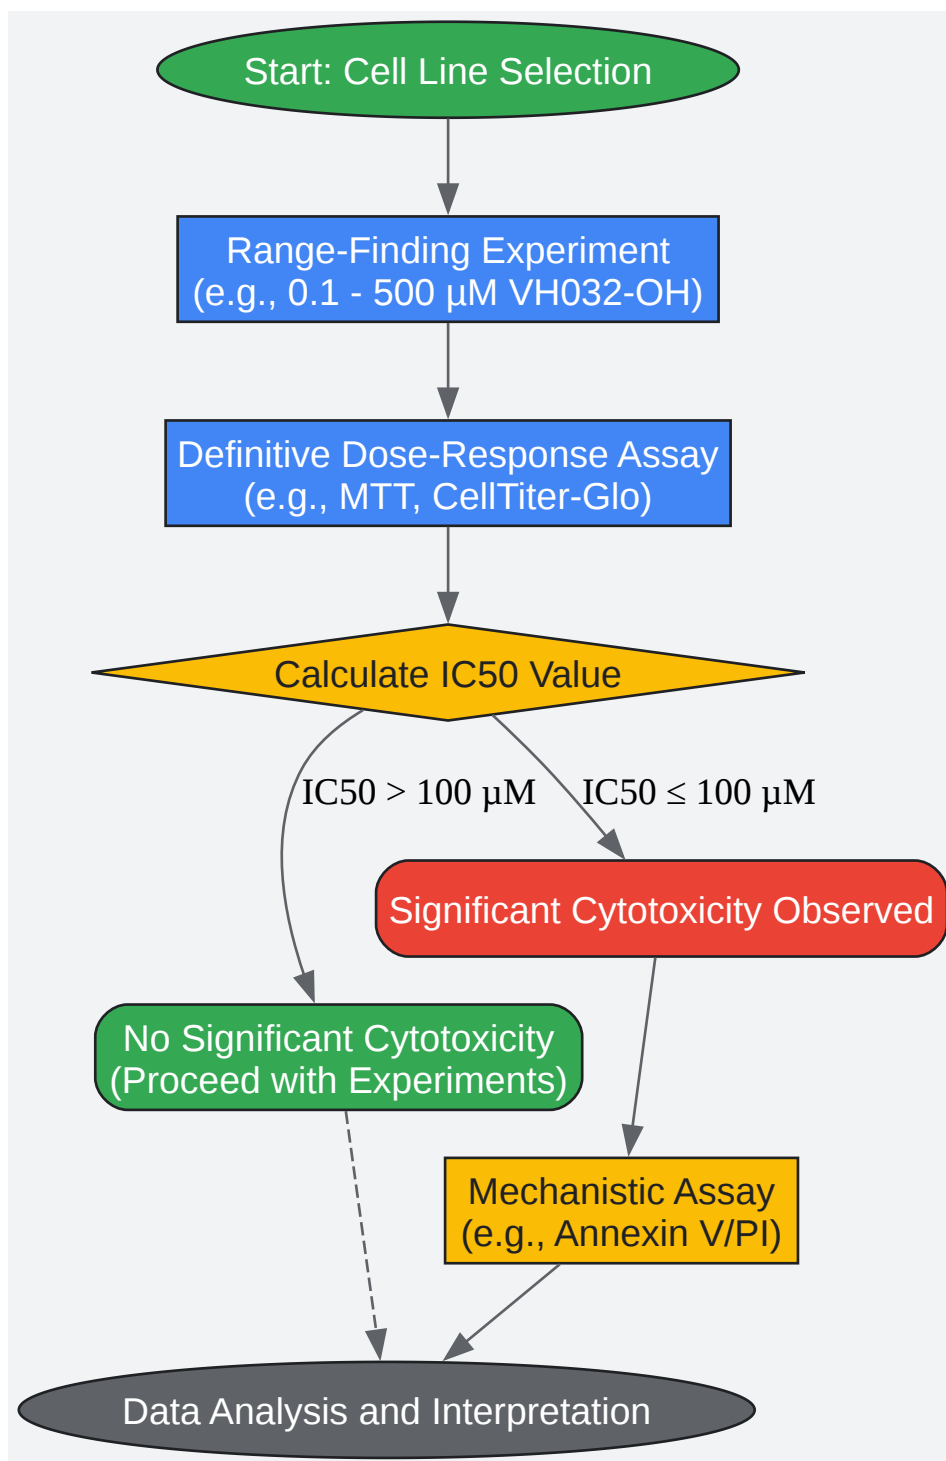 Start: Cell Line Selection
Range-Finding Experiment
(e.g., 0.1 - 500 µM VH032-OH)
Definitive Dose-Response Assay
(e.g., MTT, CellTiter-Glo)
Calculate IC50 Value
IC50 > 100 µM
IC50 ≤ 100 µM
Significant Cytotoxicity Observed
No Significant Cytotoxicity
(Proceed with Experiments)
Mechanistic Assay
(e.g., Annexin V/PI)
Data Analysis and Interpretation